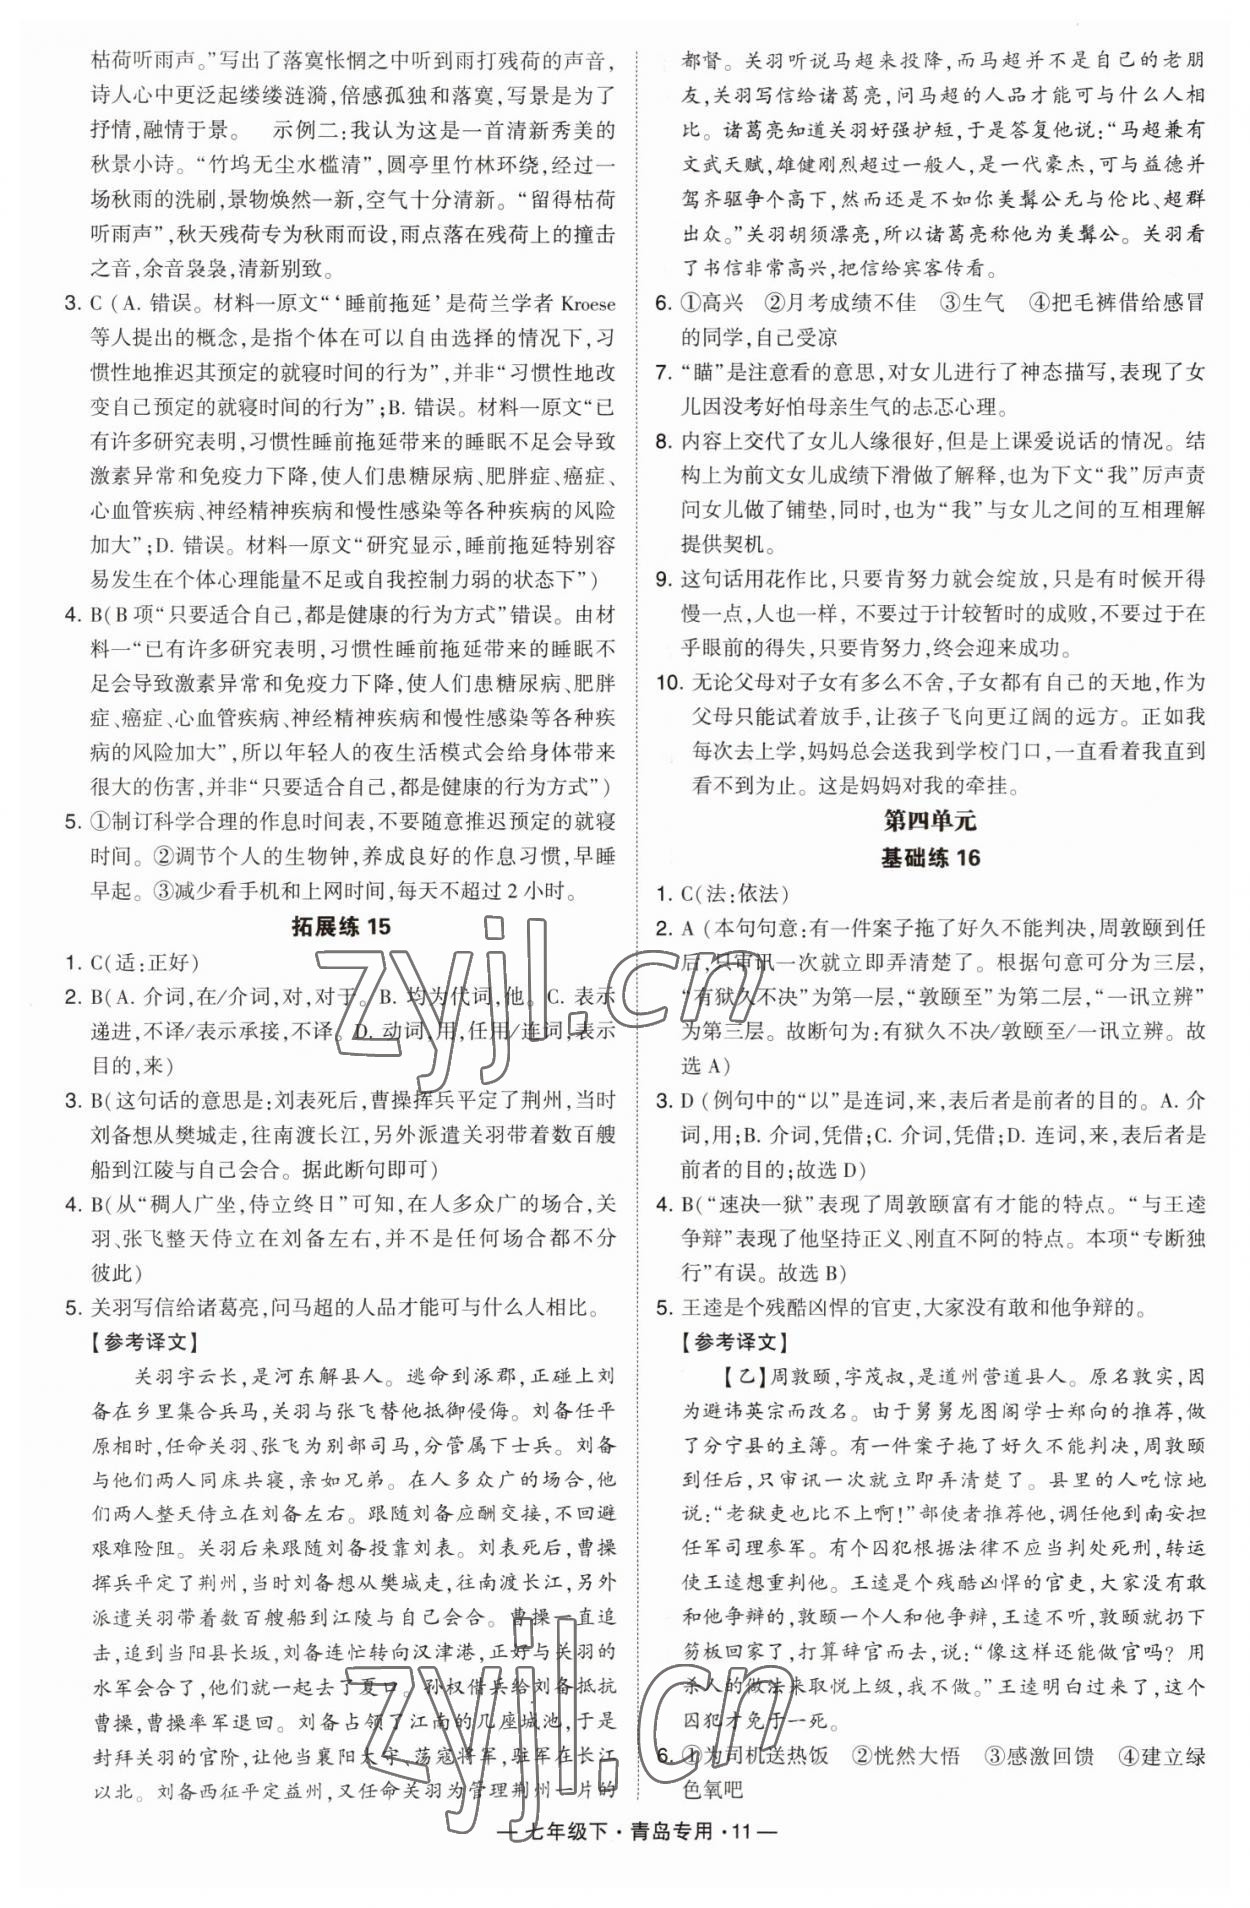 枯荷听雨声。”写出了落寞怅惘之中听到雨打残荷的声音,
诗人心中更泛起缕缕涟漪,倍感孤独和落寞,写景是为了
抒情,融情于景。 示例二:我认为这是一首清新秀美的
秋景小诗。“竹坞无尘水槛清”,圆亭里竹林环绕,经过一
场秋雨的洗刷,景物焕然一新,空气十分清新。“留得枯荷
听雨声”,秋天残荷专为秋雨而设,雨点落在残荷上的撞击
之音,余音袅袅,清新别致。
3. C(A. 错误。材料一原文“‘睡前拖延’是荷兰学者 Kroese
等人提出的概念,是指个体在可以自由选择的情况下,习
惯性地推迟其预定的就寝时间的行为”,并非“习惯性地改
变自己预定的就寝时间的行为”;B. 错误。材料一原文“已
有许多研究表明,习惯性睡前拖延带来的睡眠不足会导致
激素异常和免疫力下降,使人们患糖尿病、肥胖症、癌症、
心血管疾病、神经精神疾病和慢性感染等各种疾病的风险
加大”;D. 错误。材料一原文“研究显示,睡前拖延特别容
易发生在个体心理能量不足或自我控制力弱的状态下”)
4. B(B 项“只要适合自己,都是健康的行为方式”错误。由材
料一“已有许多研究表明,习惯性睡前拖延带来的睡眠不
足会导致激素异常和免疫力下降,使人们患糖尿病、肥胖
症、癌症、心血管疾病、神经精神疾病和慢性感染等各种疾
病的风险加大”,所以年轻人的夜生活模式会给身体带来
很大的伤害,并非“只要适合自己,都是健康的行为方式”)
5. ①制订科学合理的作息时间表,不要随意推迟预定的就寝
时间。②调节个人的生物钟,养成良好的作息习惯,早睡
早起。③减少看手机和上网时间,每天不超过 2 小时。
拓展练 15
1. C(适:正好)
2. B(A. 介词,在/介词,对,对于。B. 均为代词,他。C. 表示
递进,不译/表示承接,不译。D. 动词,用,任用/连词,表示
目的,来)
3. B(这句话的意思是:刘表死后,曹操挥兵平定了荆州,当时
刘备想从樊城走,往南渡长江,另外派遣关羽带着数百艘
船到江陵与自己会合。据此断句即可)
4. B(从“稠人广坐,侍立终日”可知,在人多众广的场合,关
羽、张飞整天侍立在刘备左右,并不是任何场合都不分
彼此)
5. 关羽写信给诸葛亮,问马超的人品才能可与什么人相比。
【参考译文】
关羽字云长,是河东解县人。逃命到涿郡,正碰上刘
备在乡里集合兵马,关羽与张飞替他抵御侵侮。刘备任平
原相时,任命关羽、张飞为别部司马,分管属下士兵。刘备
与他们两人同床共寝,亲如兄弟。在人多众广的场合,他
们整天侍立在刘备左右。跟随刘备应酬交接,不回避
艰难险阻。关羽后来跟随刘备投靠刘表。刘表死后,曹操
挥兵平定了荆州,当时刘备想从樊城走,往南渡长江,另外
派遣关羽带着数百艘船到江陵与自己会合。曹操一直追
击,追到当阳县长坂,刘备连忙转向汉津港,正好与关羽的
水军会合,他们就一起去了夏口。孙权借兵给刘备抵抗
曹操,曹操率军退回。刘备占领了江南的几座城池,于是
封拜关羽的官阶,让他当襄阳太守、荡寇将军,驻军在长江
以北。刘备西征平定益州,又任命关羽为管理荆州一片的
都督。关羽听说马超来投降,而马超并不是自己的老朋
友,关羽写信给诸葛亮,问马超的人品才能可与什么人相
比。诸葛亮知道关羽好强护短,于是答复他说:“马超兼有
文武天赋,雄健刚烈超过一般人,是一代豪杰,可与益德并
驾齐驱争个高下,然而还是不如你美髯公无与伦比、超群
出众。”关羽胡须漂亮,所以诸葛亮称他为美髯公。关羽看
了书信非常高兴,把信给宾客传看。
6. ①高兴 ②月考成绩不佳 ③生气 ④把毛裤借给感冒
的同学,自己受凉
7. “瞄”是注意看的意思,对女儿进行了神态描写,表现了女
儿因没考好怕母亲生气的忐忑心理。
8. 内容上交代了女儿人缘很好,但是上课爱说话的情况。结
构上为前文女儿成绩下滑做了解释,也为下文“我”厉声责
问女儿做了铺垫,同时,也为“我”与女儿之间的互相理解
提供契机。
9. 这句话用花作比,只要肯努力就会绽放,只是有时候开得
慢一点,人也一样, 不要过于计较暂时的成败,不要过于在
乎眼前的得失,只要肯努力,终会迎来成功。
10. 无论父母对子女有多么不舍,子女都有自己的天地,作为
父母只能试着放手,让孩子飞向更辽阔的远方。正如我
每次去上学,妈妈总会送我到学校门口,一直看着我直到
看不到为止。这是妈妈对我的牵挂。
第四单元
基础练 16
1. C(法:依法)
2. A(本句句意:有一件案子拖了好久不能判决,周敦颐到任
后,只审讯一次就立即弄清楚了。根据句意可分为三层,
“有狱久不决”为第一层,“敦颐至”为第二层,“一讯立辨”
为第三层。故断句为:有狱久不决/敦颐至/一讯立辨。故
选 A)
3. D(例句中的“以”是连词,来,表后者是前者的目的。A. 介
词,用;B. 介词,凭借;C. 介词,凭借;D. 连词,来,表后者是
前者的目的;故选 D)
4. B(“速决一狱”表现了周敦颐富有才能的特点。“与王逵
争辩”表现了他坚持正义、刚直不阿的特点。本项“专断独
行”有误。故选 B)
5. 王逵是个残酷凶悍的官吏,大家没有敢和他争辩的。
【参考译文】
【乙】周敦颐,字茂叔,是道州营道县人。原名敦实,因
为避讳英宗而改名。由于舅舅龙图阁学士郑向的推荐,做
了分宁县的主簿。有一件案子拖了好久不能判决,周敦颐
到任后,只审讯一次就立即弄清楚了。县里的人吃惊地
说:“老狱吏也比不上啊!”部使者推荐他,调任他到南安担
任军司理参军。有个囚犯根据法律不应当判处死刑,转运
使王逵想重判他。王逵是个残酷凶悍的官吏,大家没有敢
和他争辩的,敦颐一个人和他争辩,王逵不听,敦颐就扔下
笏板回家了,打算辞官而去,说:“像这样还能做官吗?用
杀人的做法来取悦上级,我不做。”王逵明白过来了,这个
囚犯才免于一死。
6. ①为司机送热饭 ②恍然大悟 ③感激回馈 ④建立绿
色氧吧
— 七年级下·青岛专用·11 —
zyjl.cn
zyjl.cn